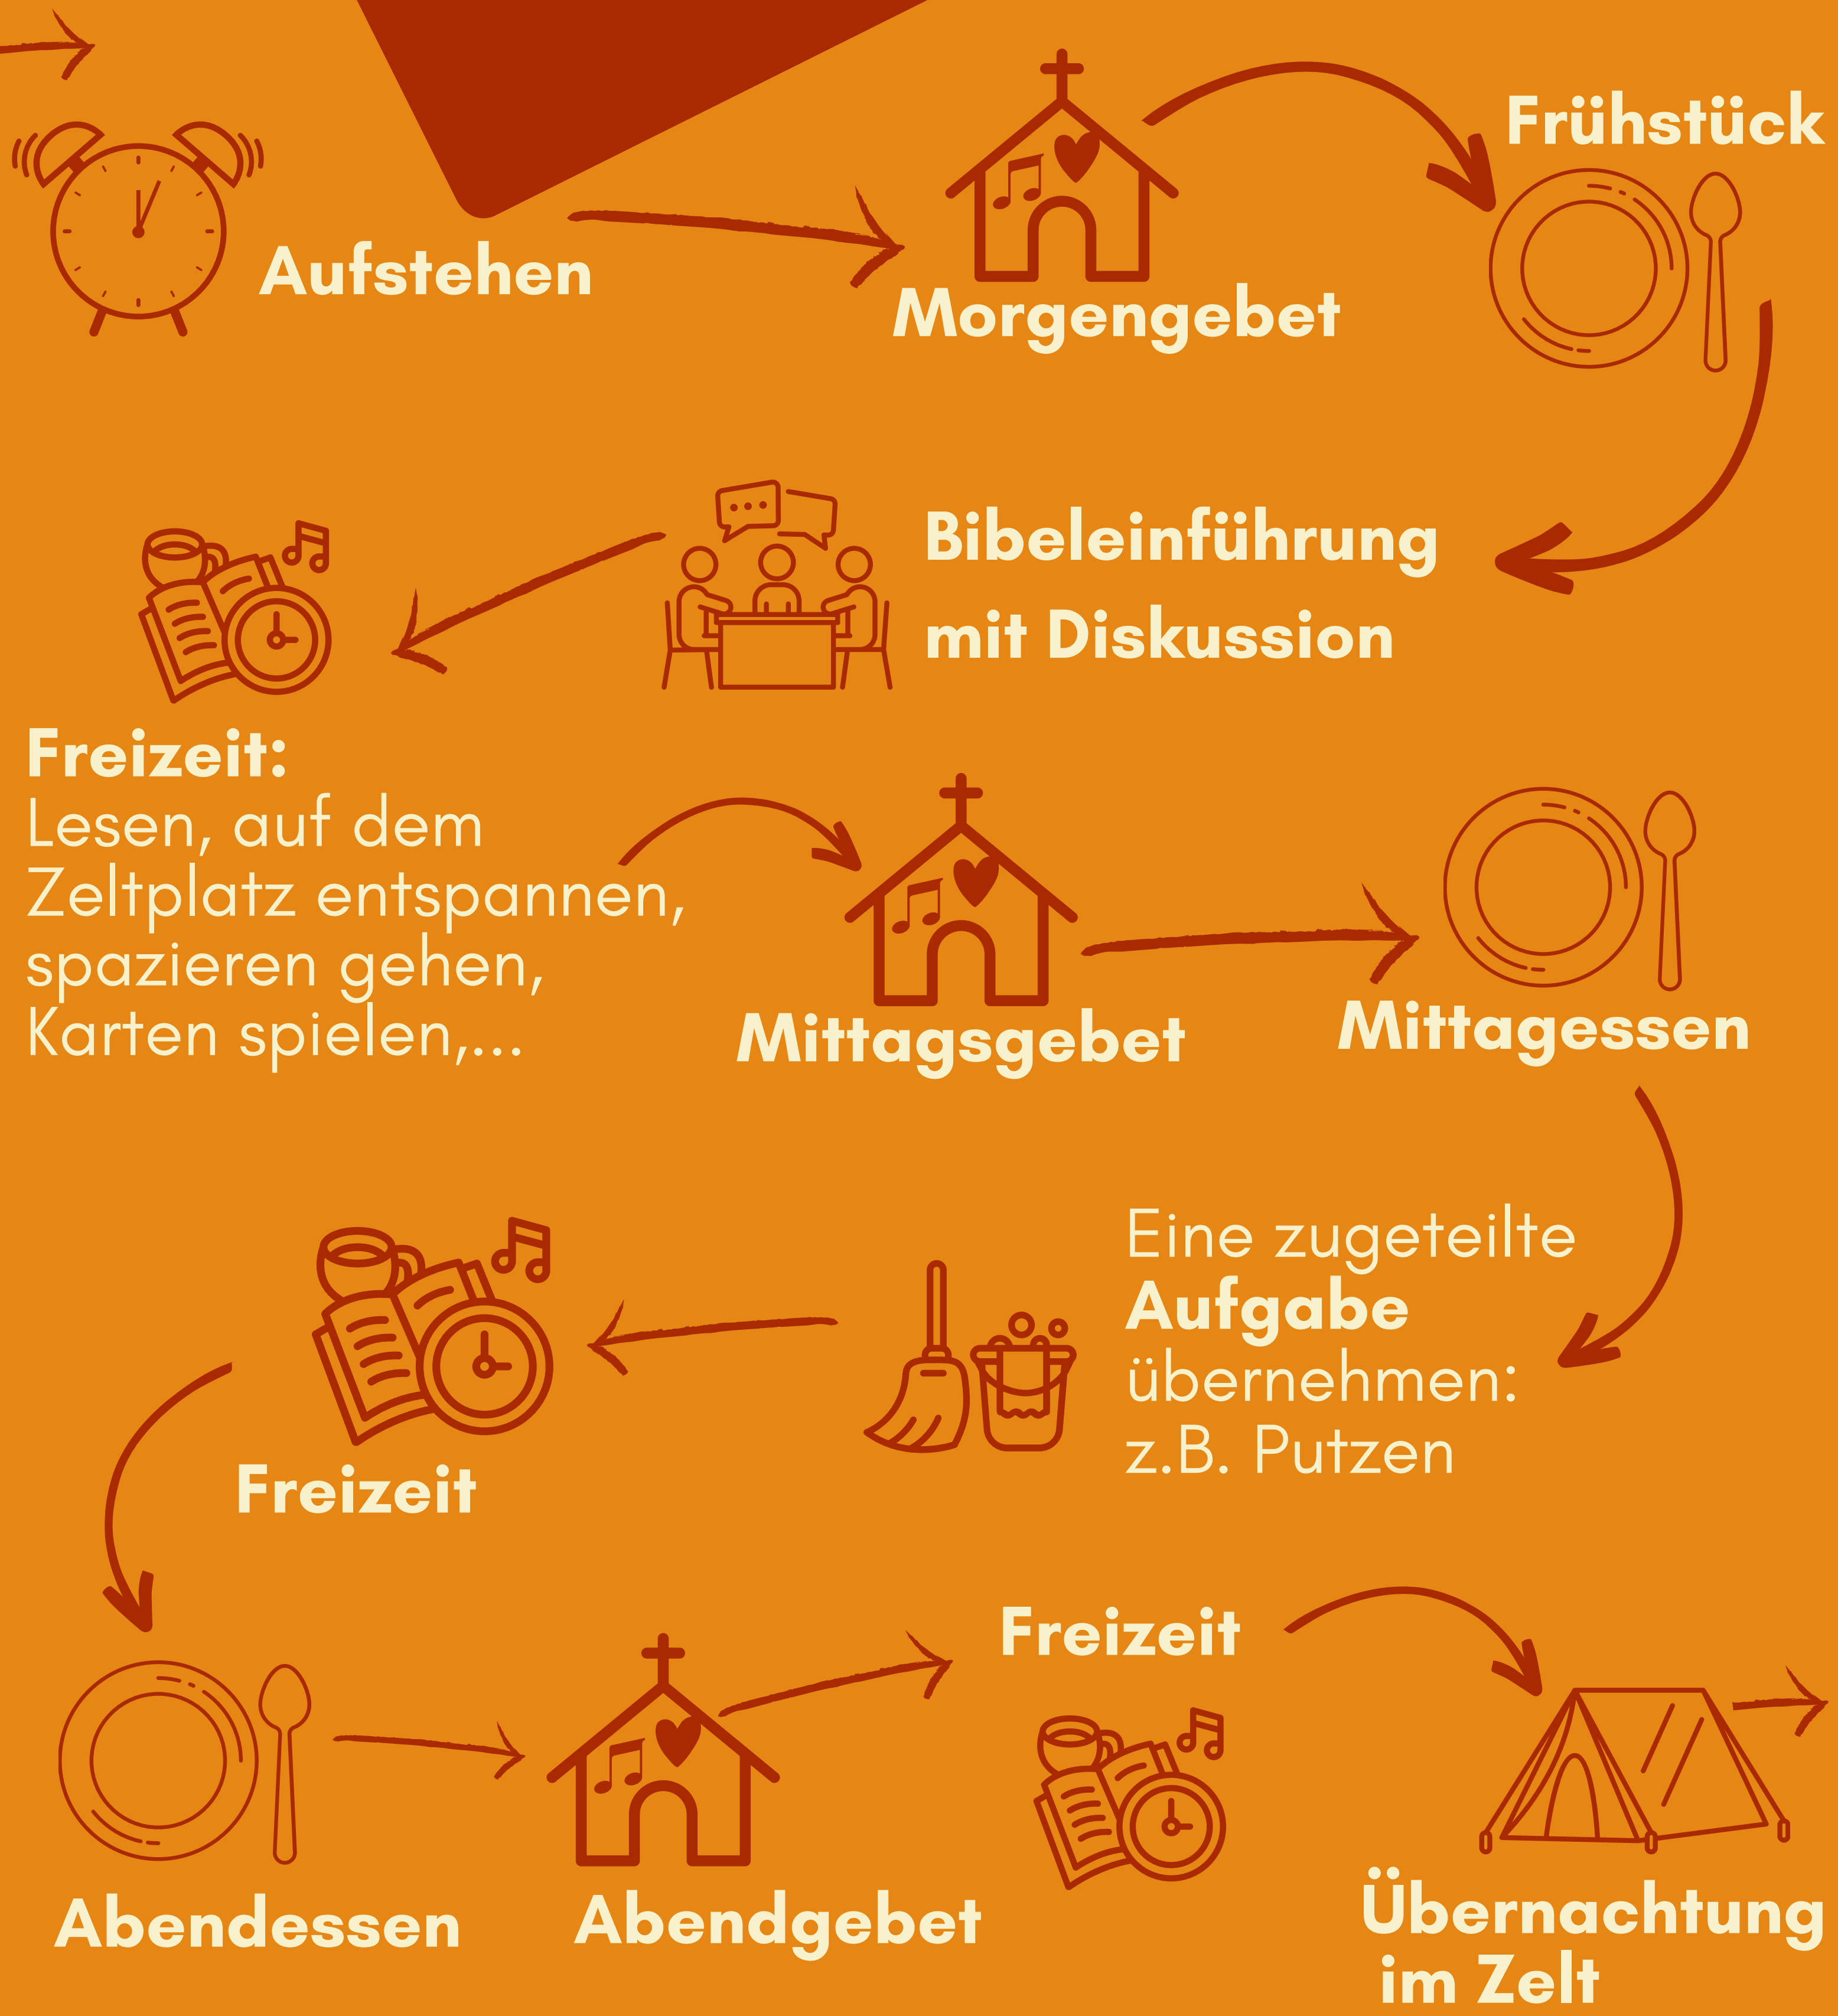 Aufstehen
Morgengebet
Frühstück
Bibeleinführung
mit Diskussion
Freizeit:
Lesen, auf dem
Zeltplatz entspannen,
spazieren gehen,
Karten spielen,...
Mittagsgebet
Mittagessen
Eine zugeteilte
Aufgabe
übernehmen:
z.B. Putzen
Freizeit
Abendessen
Abendgebet
Freizeit
Übernachtung
im Zelt